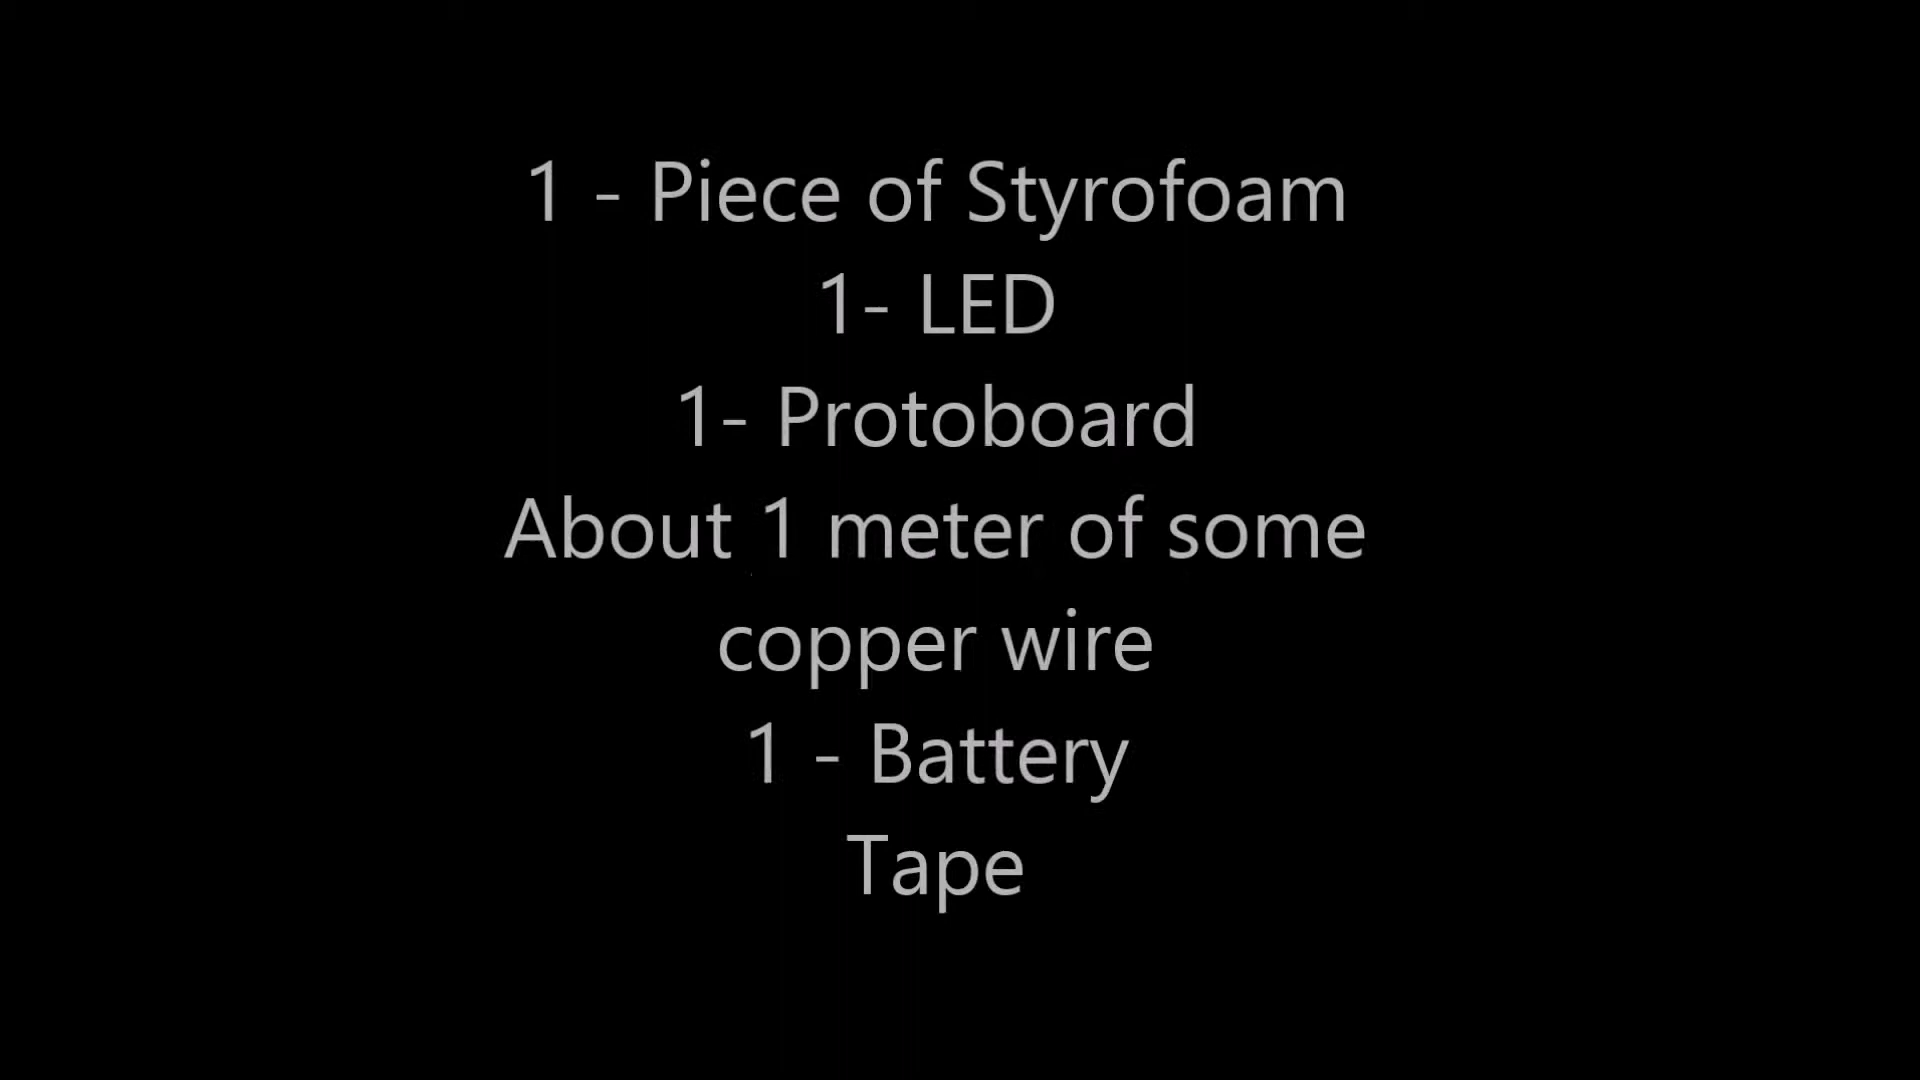 1 - Piece of Styrofoam
1- LED
1- Protoboard
About 1 meter of some
copper wire
1 - Battery
Tape